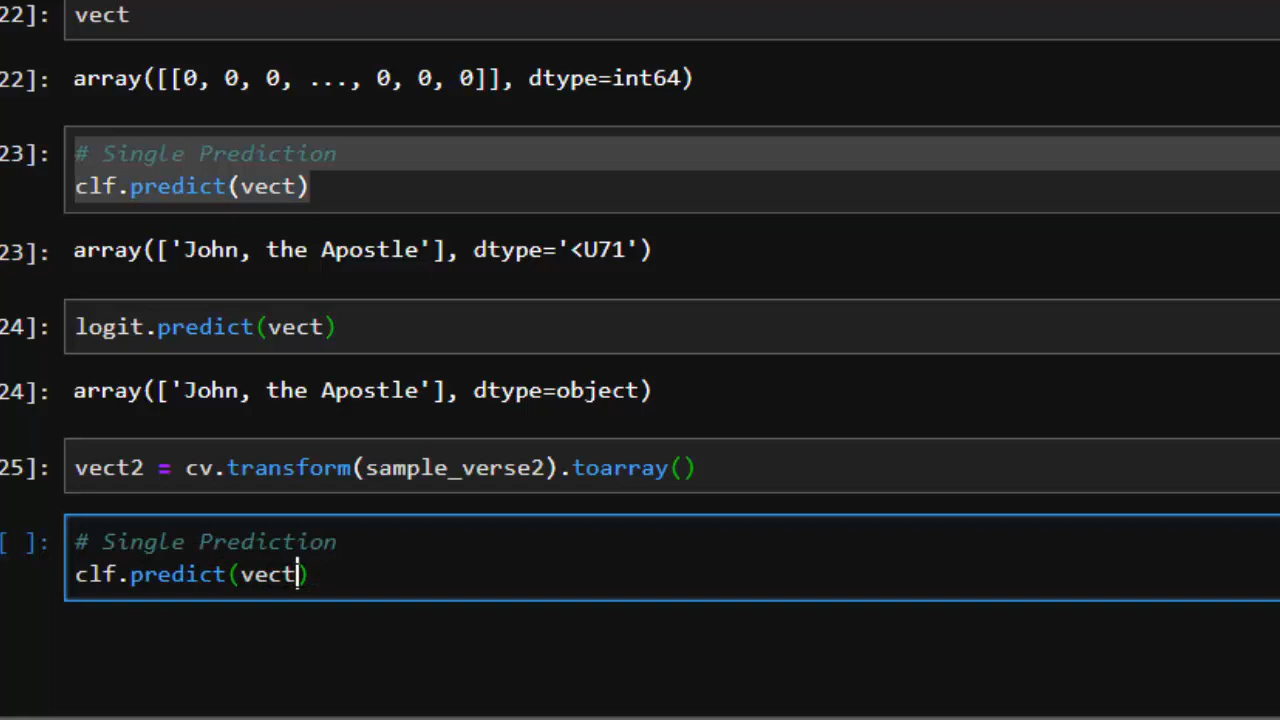 22]: vect
22]: array([[0, 0, 0, ..., 0, 0, 0]], dtype=int64)
23]: # Single Prediction
clf.predict(vect)
23]: array(['John, the Apostle'], dtype='<U71')
24]: logit.predict(vect)
24]: array(['John, the Apostle'], dtype=object)
25]: vect2 = cv.transform(sample_verse2).toarray()
[ ]: # Single Prediction
clf.predict(vect)